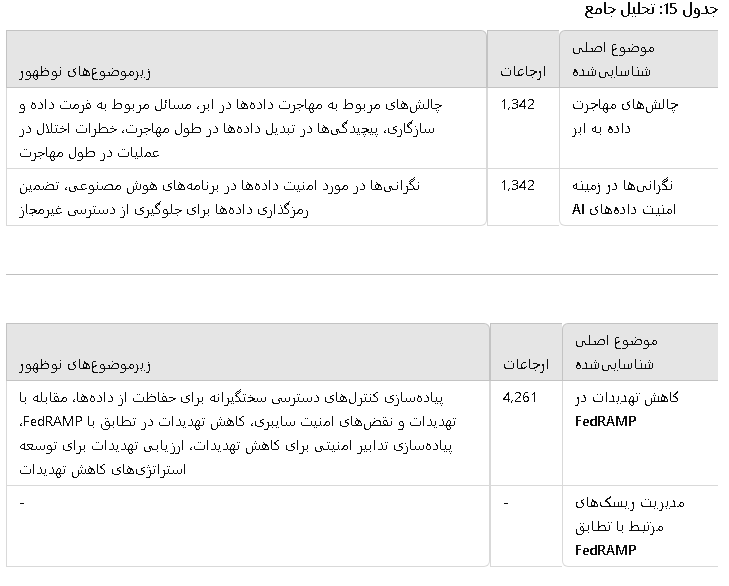 جدول 15: تحلیل جامع
موضوع اصلی
شناسایی‌شده
ارجاعات
زیرموضوع‌های نوظهور
چالش‌های مهاجرت
داده به ابر
1,342
چالش‌های مربوط به مهاجرت داده‌ها در ابر، مسائل مربوط به فرمت داده و
سازگاری، پیچیدگی‌ها در تبدیل داده‌ها در طول مهاجرت، خطرات اختلال در
عملیات در طول مهاجرت
نگرانی‌ها در زمینه
امنیت داده‌های AI
1,342
نگرانی‌ها در مورد امنیت داده‌ها در برنامه‌های هوش مصنوعی، تضمین
رمزگذاری داده‌ها برای جلوگیری از دسترسی غیرمجاز
موضوع اصلی
شناسایی‌شده
ارجاعات
زیرموضوع‌های نوظهور
کاهش تهدیدات در
FedRAMP
4,261
پیاده‌سازی کنترل‌های دسترسی سختگیرانه برای حفاظت از داده‌ها، مقابله با
تهدیدات و نقض‌های امنیت سایبری، کاهش تهدیدات در تطابق با FedRAMP،
پیاده‌سازی تدابیر امنیتی برای کاهش تهدیدات، ارزیابی تهدیدات برای توسعه
استراتژی‌های کاهش تهدیدات
مدیریت ریسک‌های
مرتبط با تطابق
FedRAMP
-
-